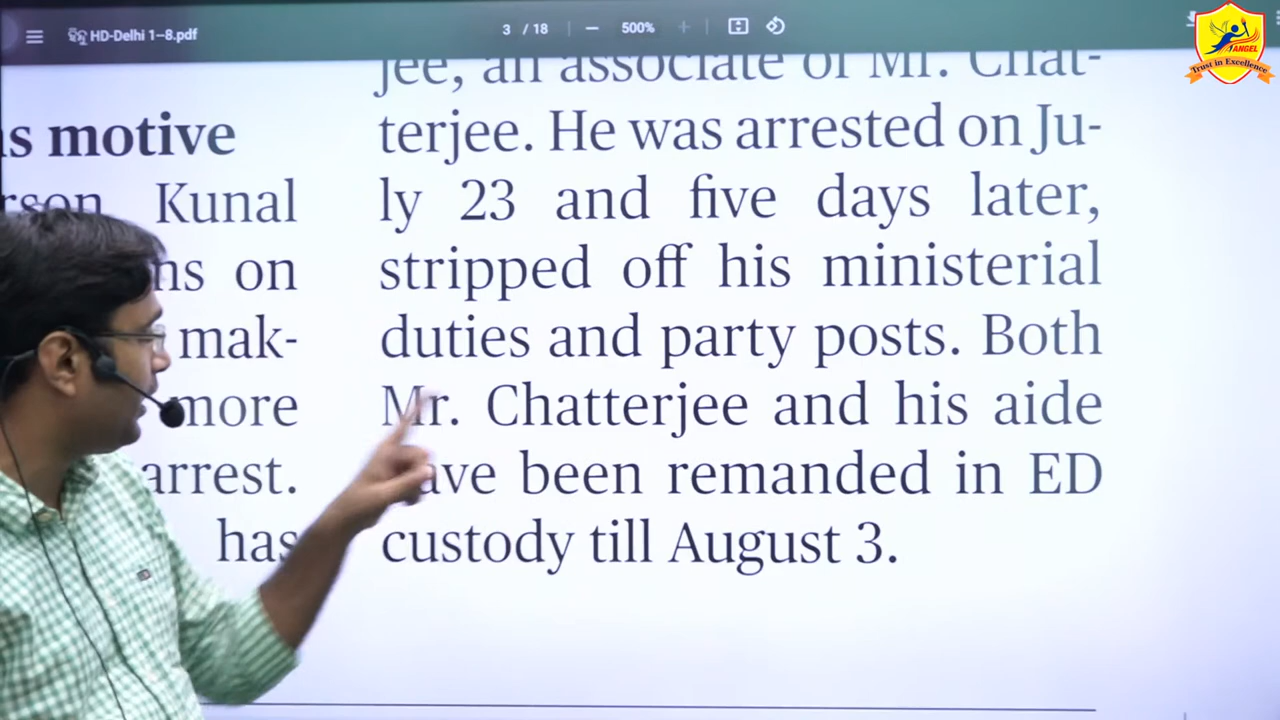 HD-Delhi 1–8.pdf
3 / 18
500%
ANGEL
Trust in Excellence
s motive
rson Kunal
ns on
mak-
more
arrest.
has
jee, an associate of Mr. Chat-
terjee. He was arrested on Ju-
ly 23 and five days later,
stripped off his ministerial
duties and party posts. Both
Mr. Chatterjee and his aide
have been remanded in ED
custody till August 3.